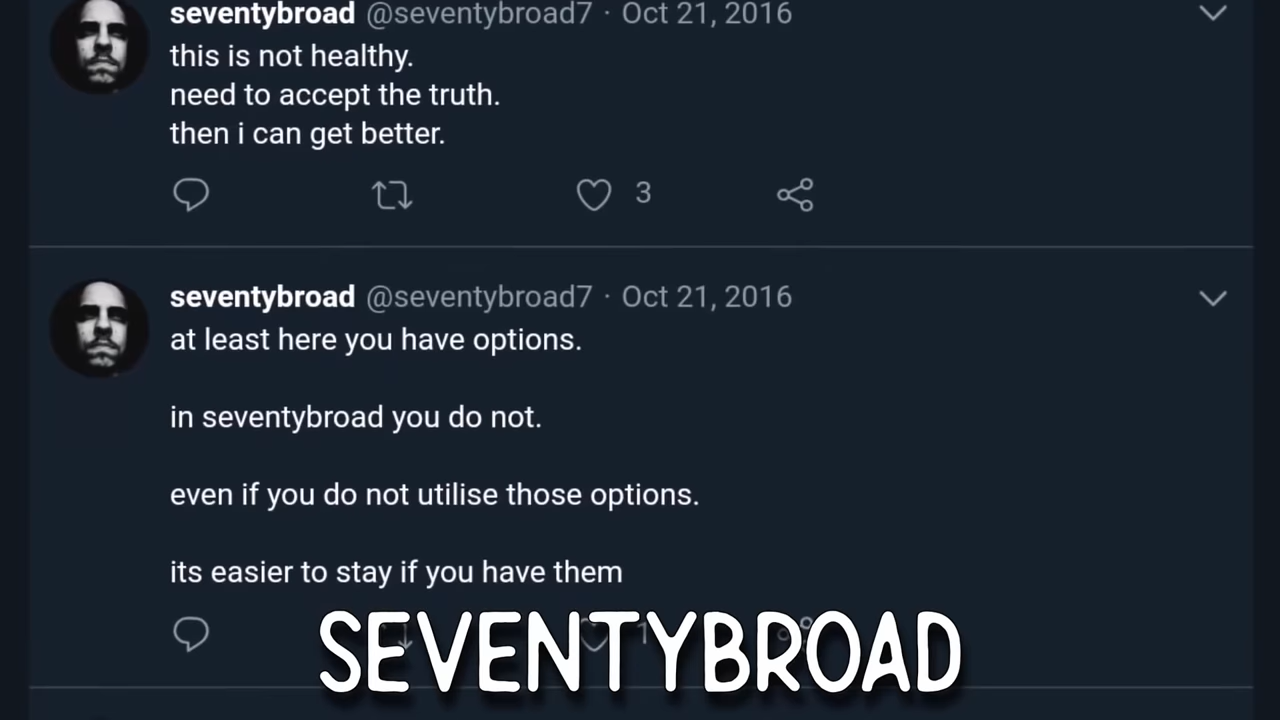 seventybroad @seventybroad7 · Oct 21, 2016
this is not healthy.
need to accept the truth.
then i can get better.
3
seventybroad @seventybroad7 · Oct 21, 2016
at least here you have options.
in seventybroad you do not.
even if you do not utilise those options.
its easier to stay if you have them
1
SEVENTYBROAD